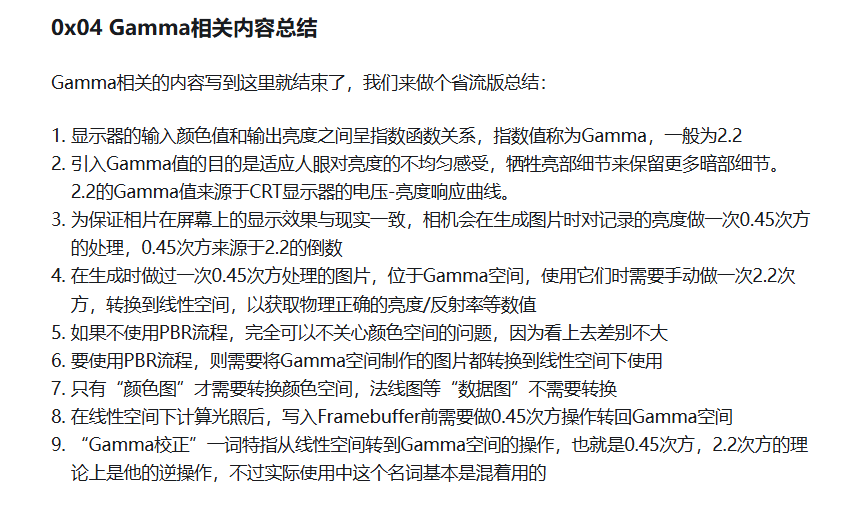 0x04 Gamma相关内容总结
Gamma相关的内容写到这里就结束了，我们来做个省流版总结：
1. 显示器的输入颜色值和输出亮度之间呈指数函数关系，指数值称为Gamma，一般为2.2
2. 引入Gamma值的目的是适应人眼对亮度的不均匀感受，牺牲亮部细节来保留更多暗部细节。
2.2的Gamma值来源于CRT显示器的电压-亮度响应曲线。
3. 为保证相片在屏幕上的显示效果与现实一致，相机会在生成图片时对记录的亮度做一次0.45次方
的处理，0.45次方来源于2.2的倒数
4. 在生成时做过一次0.45次方处理的图片，位于Gamma空间，使用它们时需要手动做一次2.2次
方，转换到线性空间，以获取物理正确的亮度/反射率等数值
5. 如果不使用PBR流程，完全可以不关心颜色空间的问题，因为看上去差别不大
6. 要使用PBR流程，则需要将Gamma空间制作的图片都转换到线性空间下使用
7. 只有“颜色图”才需要转换颜色空间，法线图等“数据图”不需要转换
8. 在线性空间下计算光照后，写入Framebuffer前需要做0.45次方操作转回Gamma空间
9. “Gamma校正”一词特指从线性空间转到Gamma空间的操作，也就是0.45次方，2.2次方的理
论上是他的逆操作，不过实际使用中这个名词基本是混着用的